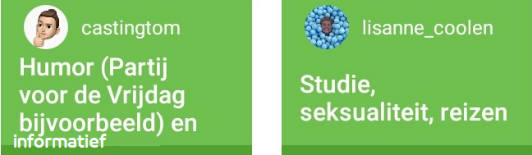 castingtom
Humor (Partij
voor de Vrijdag
bijvoorbeeld) en
informatief
lisanne_coolen
Studie,
seksualiteit, reizen